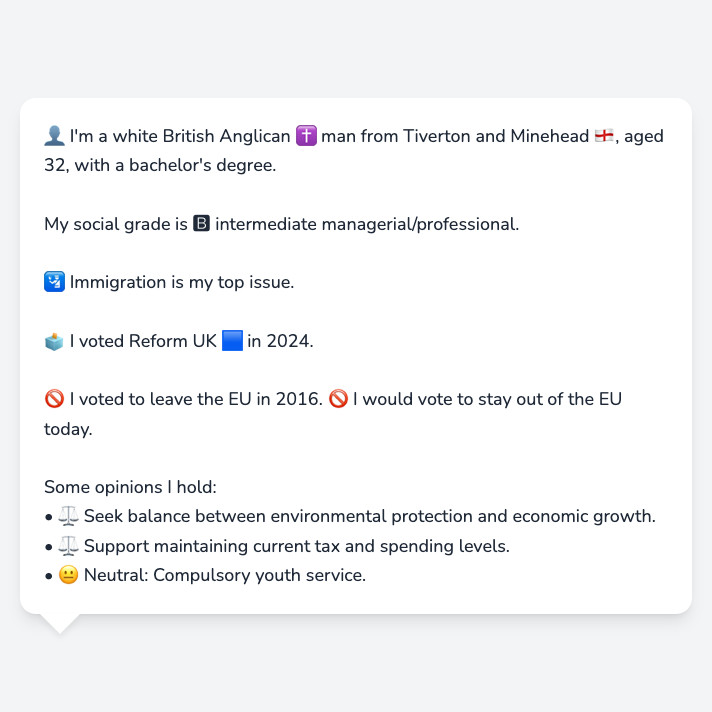 👤 I'm a white British Anglican ✝️ man from Tiverton and Minehead 🏴󠁧󠁢󠁥󠁮󠁧󠁿, aged
32, with a bachelor's degree.
My social grade is 🅱 intermediate managerial/professional.
🛂 Immigration is my top issue.
🗳️ I voted Reform UK 🟦 in 2024.
🚫 I voted to leave the EU in 2016. 🚫 I would vote to stay out of the EU
today.
Some opinions I hold:
• ⚖️ Seek balance between environmental protection and economic growth.
• ⚖️ Support maintaining current tax and spending levels.
• 😐 Neutral: Compulsory youth service.